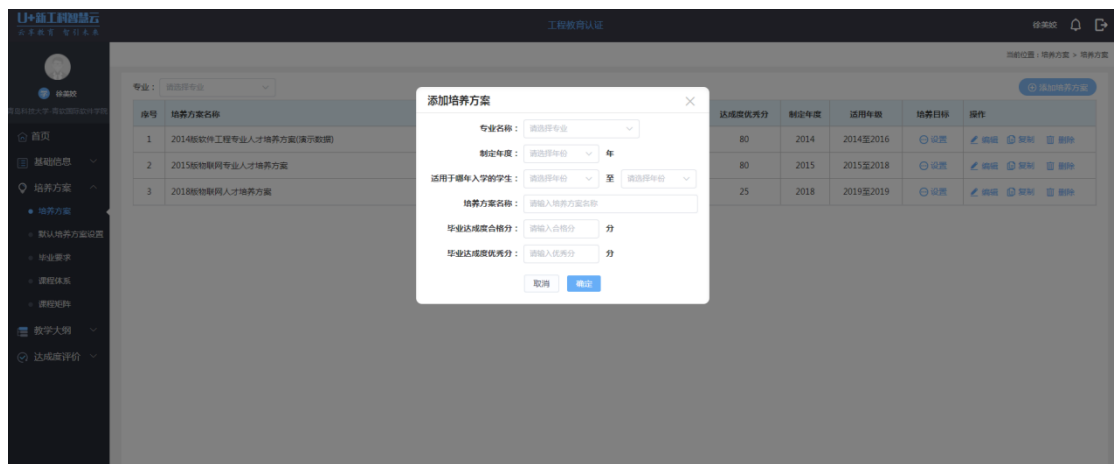 U+新工科智慧云
工程教育认证
徐美姣
当前位置：培养方案 > 培养方案
徐美姣
首页
基础信息
培养方案
培养方案
默认培养方案设置
毕业要求
课程体系
课程矩阵
教学大纲
达成度评价
专业： 请选择专业
添加培养方案
序号 培养方案名称 达成度优秀分 制定年度 适用年级 培养目标 操作
1 2014版软件工程专业人才培养方案(演示数据) 80 2014 2014至2016 设置 编辑 复制 删除
2 2015版物联网专业人才培养方案 80 2015 2015至2018 设置 编辑 复制 删除
3 2018版物联网人才培养方案 25 2018 2019至2019 设置 编辑 复制 删除
添加培养方案
专业名称： 请选择专业
制定年度： 请选择年份 年
适用于哪年入学的学生： 请选择年份 至 请选择年份
培养方案名称： 请输入培养方案名称
毕业达成度合格分： 请输入合格分 分
毕业达成度优秀分： 请输入优秀分 分
取消 确定